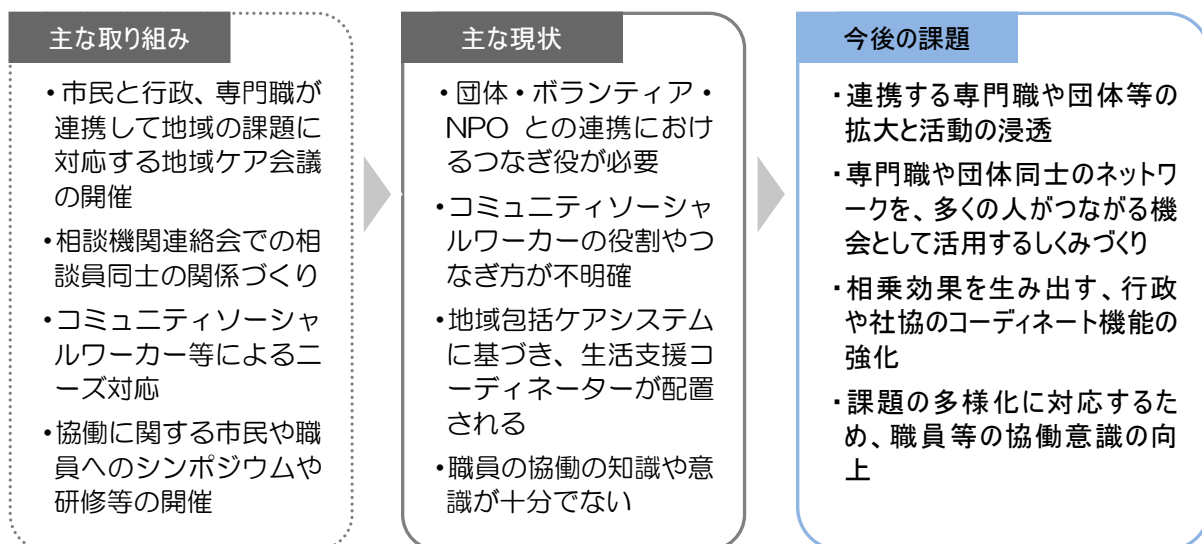 主な取り組み
・市民と行政、専門職が
連携して地域の課題に
対応する地域ケア会議
の開催
・相談機関連絡会での相
談員同士の関係づくり
・コミュニティソーシャ
ルワーカー等によるニ
ーズ対応
・協働に関する市民や職
員へのシンポジウムや
研修等の開催
主な現状
・団体・ボランティア・
NPO との連携におけ
るつなぎ役が必要
・コミュニティソーシャ
ルワーカーの役割やつ
なぎ方が不明確
・地域包括ケアシステム
に基づき、生活支援コ
ーディネーターが配置
される
・職員の協働の知識や意
識が十分でない
今後の課題
・連携する専門職や団体等の
拡大と活動の浸透
・専門職や団体同士のネットワ
ークを、多くの人がつながる機
会として活用するしくみづくり
・相乗効果を生み出す、行政
や社協のコーディネート機能の
強化
・課題の多様化に対応するた
め、職員等の協働意識の向
上